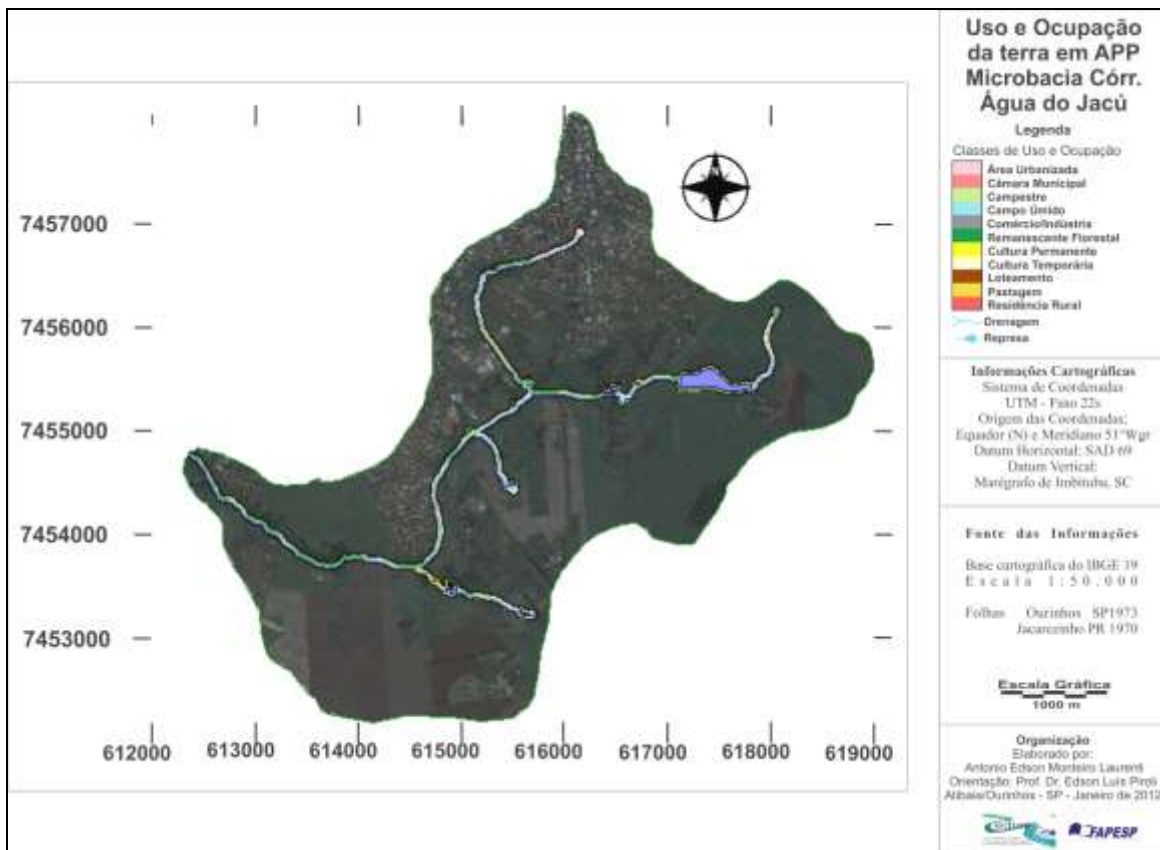 Uso e Ocupação
da terra em APP
Microbacia Córr.
Água do Jacú
Legenda
Classes de Uso e Ocupação
Área Urbanizada
Câmara Municipal
Campestre
Campo Úmido
Comércio/Indústria
Remanescente Florestal
Cultura Permanente
Cultura Temporária
Loteamento
Pastagem
Residência Rural
Drenagem
Represa
Informações Cartográficas
Sistema de Coordenadas
UTM - Fuso 22s
Origem das Coordenadas:
Equador (N) e Meridiano 51°Wgr
Datum Horizontal: SAD 69
Datum Vertical:
Marégrafo de Imbituba, SC
Fonte das Informações
Base cartográfica do IBGE 19
Escala 1:50.000
Folhas Ourinhos SP1973
Jacarezinho PR 1970
Escala Gráfica
1000 m
Organização
Elaborado por:
Antonio Edson Monteiro Laurenti
Orientação: Prof. Dr. Edson Luís Piroli
Atibaia/Ourinhos - SP - Janeiro de 2012
FAPESP
7457000
7456000
7455000
7454000
7453000
612000 613000 614000 615000 616000 617000 618000 619000